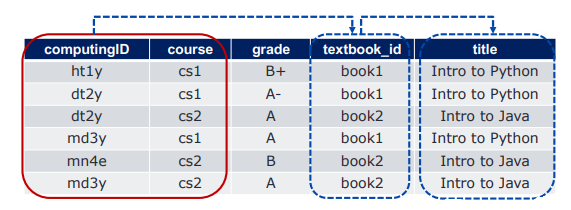 computingID course grade textbook_id title
ht1y cs1 B+ book1 Intro to Python
dt2y cs1 A- book1 Intro to Python
dt2y cs2 A book2 Intro to Java
md3y cs1 A book1 Intro to Python
mn4e cs2 B book2 Intro to Java
md3y cs2 A book2 Intro to Java